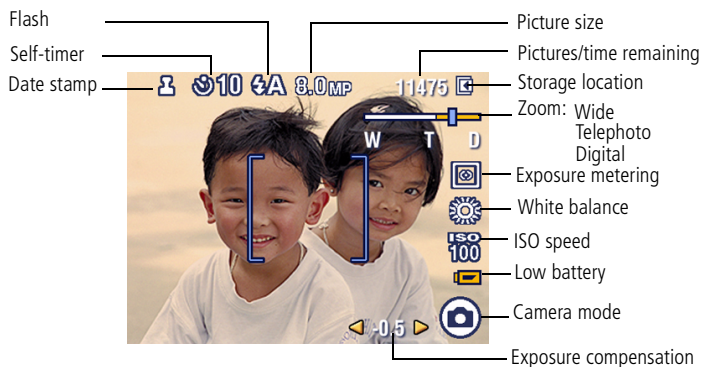 Flash
Self-timer
Date stamp
Picture size
Pictures/time remaining
Storage location
Zoom: Wide
Telephoto
Digital
Exposure metering
White balance
ISO speed
Low battery
Camera mode
Exposure compensation
10 A 8.0MP 11475
W T D
ISO
100
-0.5